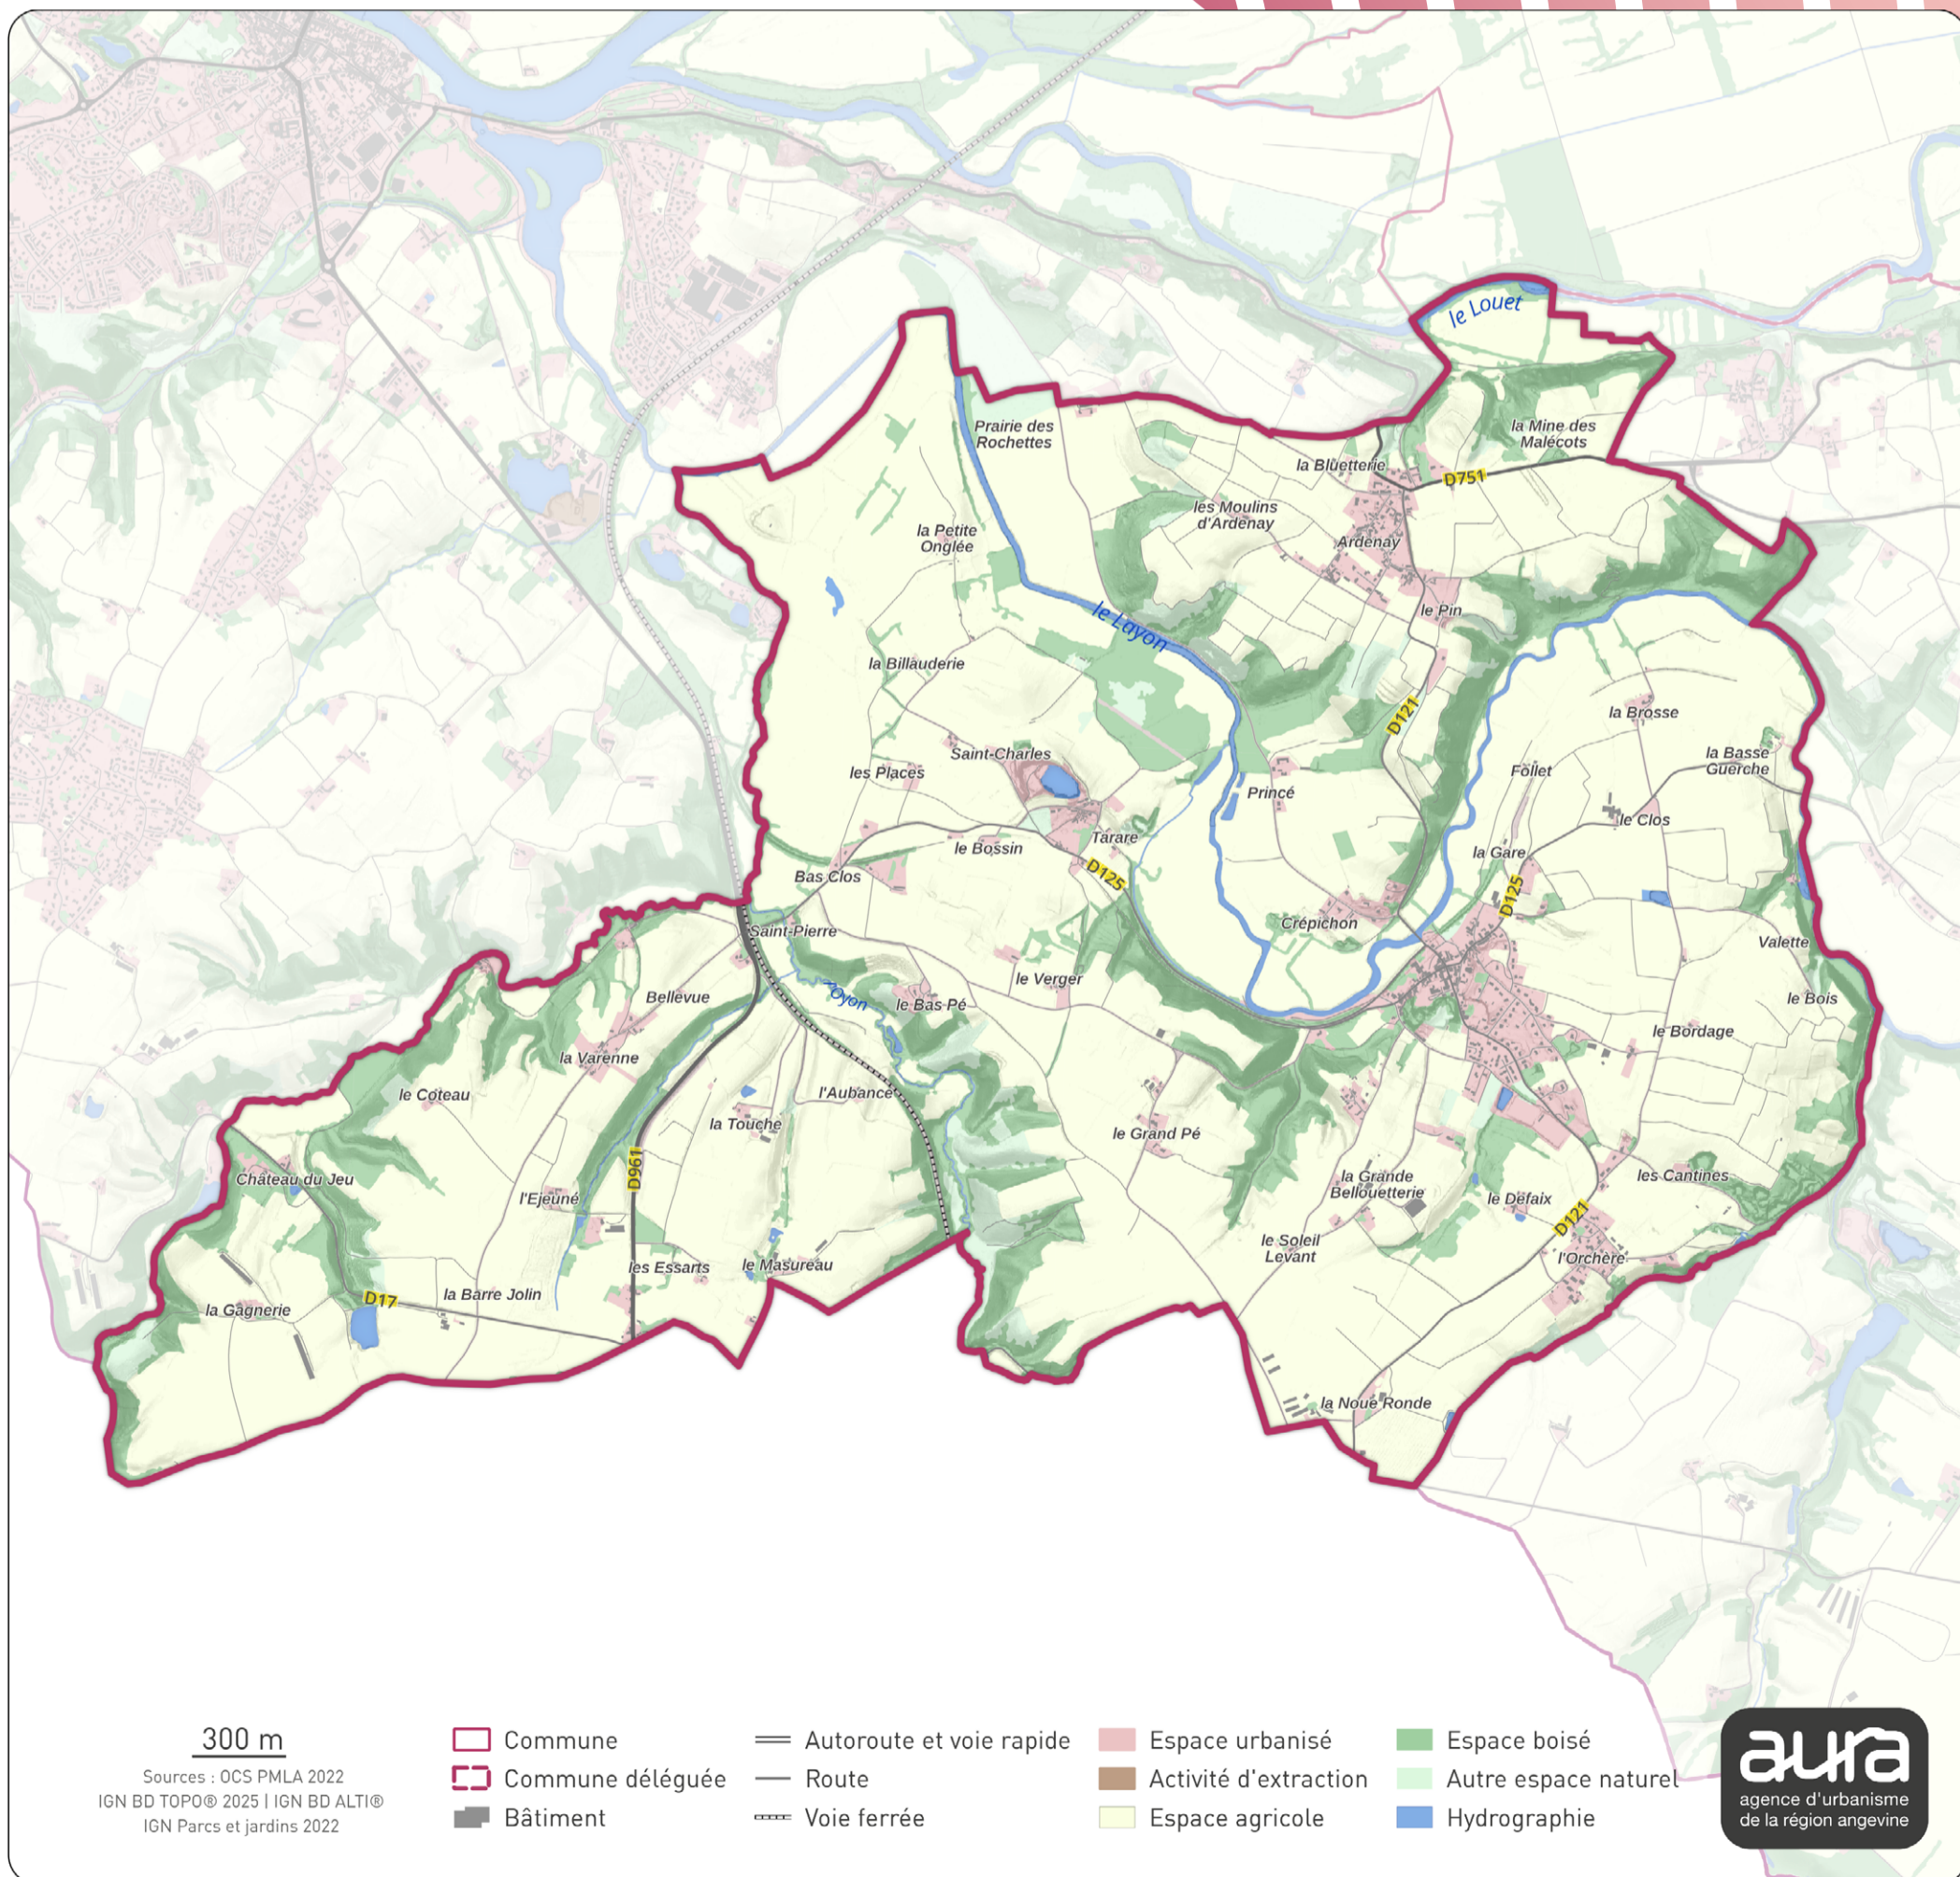 le Louet
Prairie des
Rochettes
la Mine des
Malécots
la Bluetterie
D751
les Moulins
d'Ardenay
la Petite
Onglée
Ardenay
le Pin
le Layon
la Billauderie
D121
la Brosse
Saint-Charles
la Basse
Guerche
les Places
Follet
Princé
le Clos
Tarare
le Bossin
la Gare
Bas Clos
D125
D125
Crépichon
Saint-Pierre
Valette
le Verger
Bellevue
l'Oyon
le Bas Pé
le Bois
le Bordage
la Varenne
le Coteau
l'Aubance
la Touche
le Grand Pé
D961
Château du Jeu
la Grande
Bellouetterie
les Cantines
l'Ejeuné
le Defaix
D121
le Soleil
Levant
l'Orchère
les Essarts
le Masureau
la Barre Jolin
D17
la Gagnerie
la Noue Ronde
300 m
Sources : OCS PMLA 2022
IGN BD TOPO® 2025 | IGN BD ALTI®
IGN Parcs et jardins 2022
Commune
Commune déléguée
Bâtiment
Autoroute et voie rapide
Route
Voie ferrée
Espace urbanisé
Activité d'extraction
Espace agricole
Espace boisé
Autre espace naturel
Hydrographie
aura
agence d'urbanisme
de la région angevine